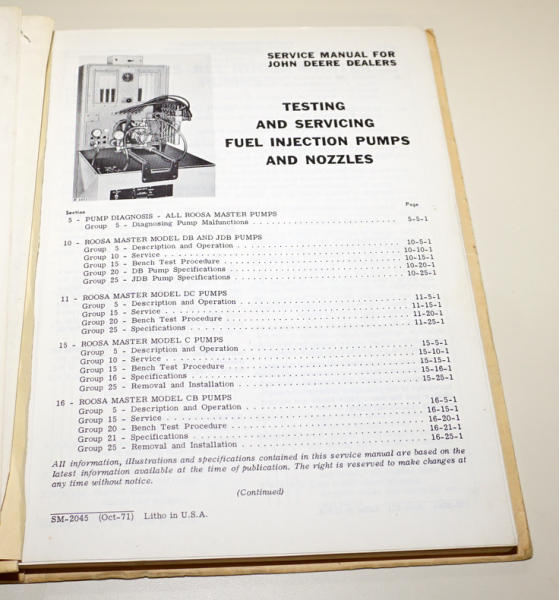 SERVICE MANUAL FOR
JOHN DEERE DEALERS
TESTING
AND SERVICING
FUEL INJECTION PUMPS
AND NOZZLES
Section Page
5 - PUMP DIAGNOSIS - ALL ROOSA MASTER PUMPS
Group 5 - Diagnosing Pump Malfunctions . . . . . . . . . . 5-5-1
10 - ROOSA MASTER MODEL DB AND JDB PUMPS
Group 5 - Description and Operation . . . . . . . . . . 10-5-1
Group 10 - Service . . . . . . . . . . 10-10-1
Group 15 - Bench Test Procedure . . . . . . . . . . 10-15-1
Group 20 - DB Pump Specifications . . . . . . . . . . 10-20-1
Group 25 - JDB Pump Specifications . . . . . . . . . . 10-25-1
11 - ROOSA MASTER MODEL DC PUMPS
Group 5 - Description and Operation . . . . . . . . . . 11-5-1
Group 15 - Service . . . . . . . . . . 11-15-1
Group 20 - Bench Test Procedure . . . . . . . . . . 11-20-1
Group 25 - Specifications . . . . . . . . . . 11-25-1
15 - ROOSA MASTER MODEL C PUMPS
Group 5 - Description and Operation . . . . . . . . . . 15-5-1
Group 10 - Service . . . . . . . . . . 15-10-1
Group 15 - Bench Test Procedure . . . . . . . . . . 15-15-1
Group 16 - Specifications . . . . . . . . . . 15-16-1
Group 25 - Removal and Installation . . . . . . . . . . 15-25-1
16 - ROOSA MASTER MODEL CB PUMPS
Group 5 - Description and Operation . . . . . . . . . . 16-5-1
Group 15 - Service . . . . . . . . . . 16-15-1
Group 20 - Bench Test Procedure . . . . . . . . . . 16-20-1
Group 21 - Specifications . . . . . . . . . . 16-21-1
Group 25 - Removal and Installation . . . . . . . . . . 16-25-1
All information, illustrations and specifications contained in this service manual are based on the
latest information available at the time of publication. The right is reserved to make changes at
any time without notice.
(Continued)
SM-2045 (Oct-71) Litho in U.S.A.